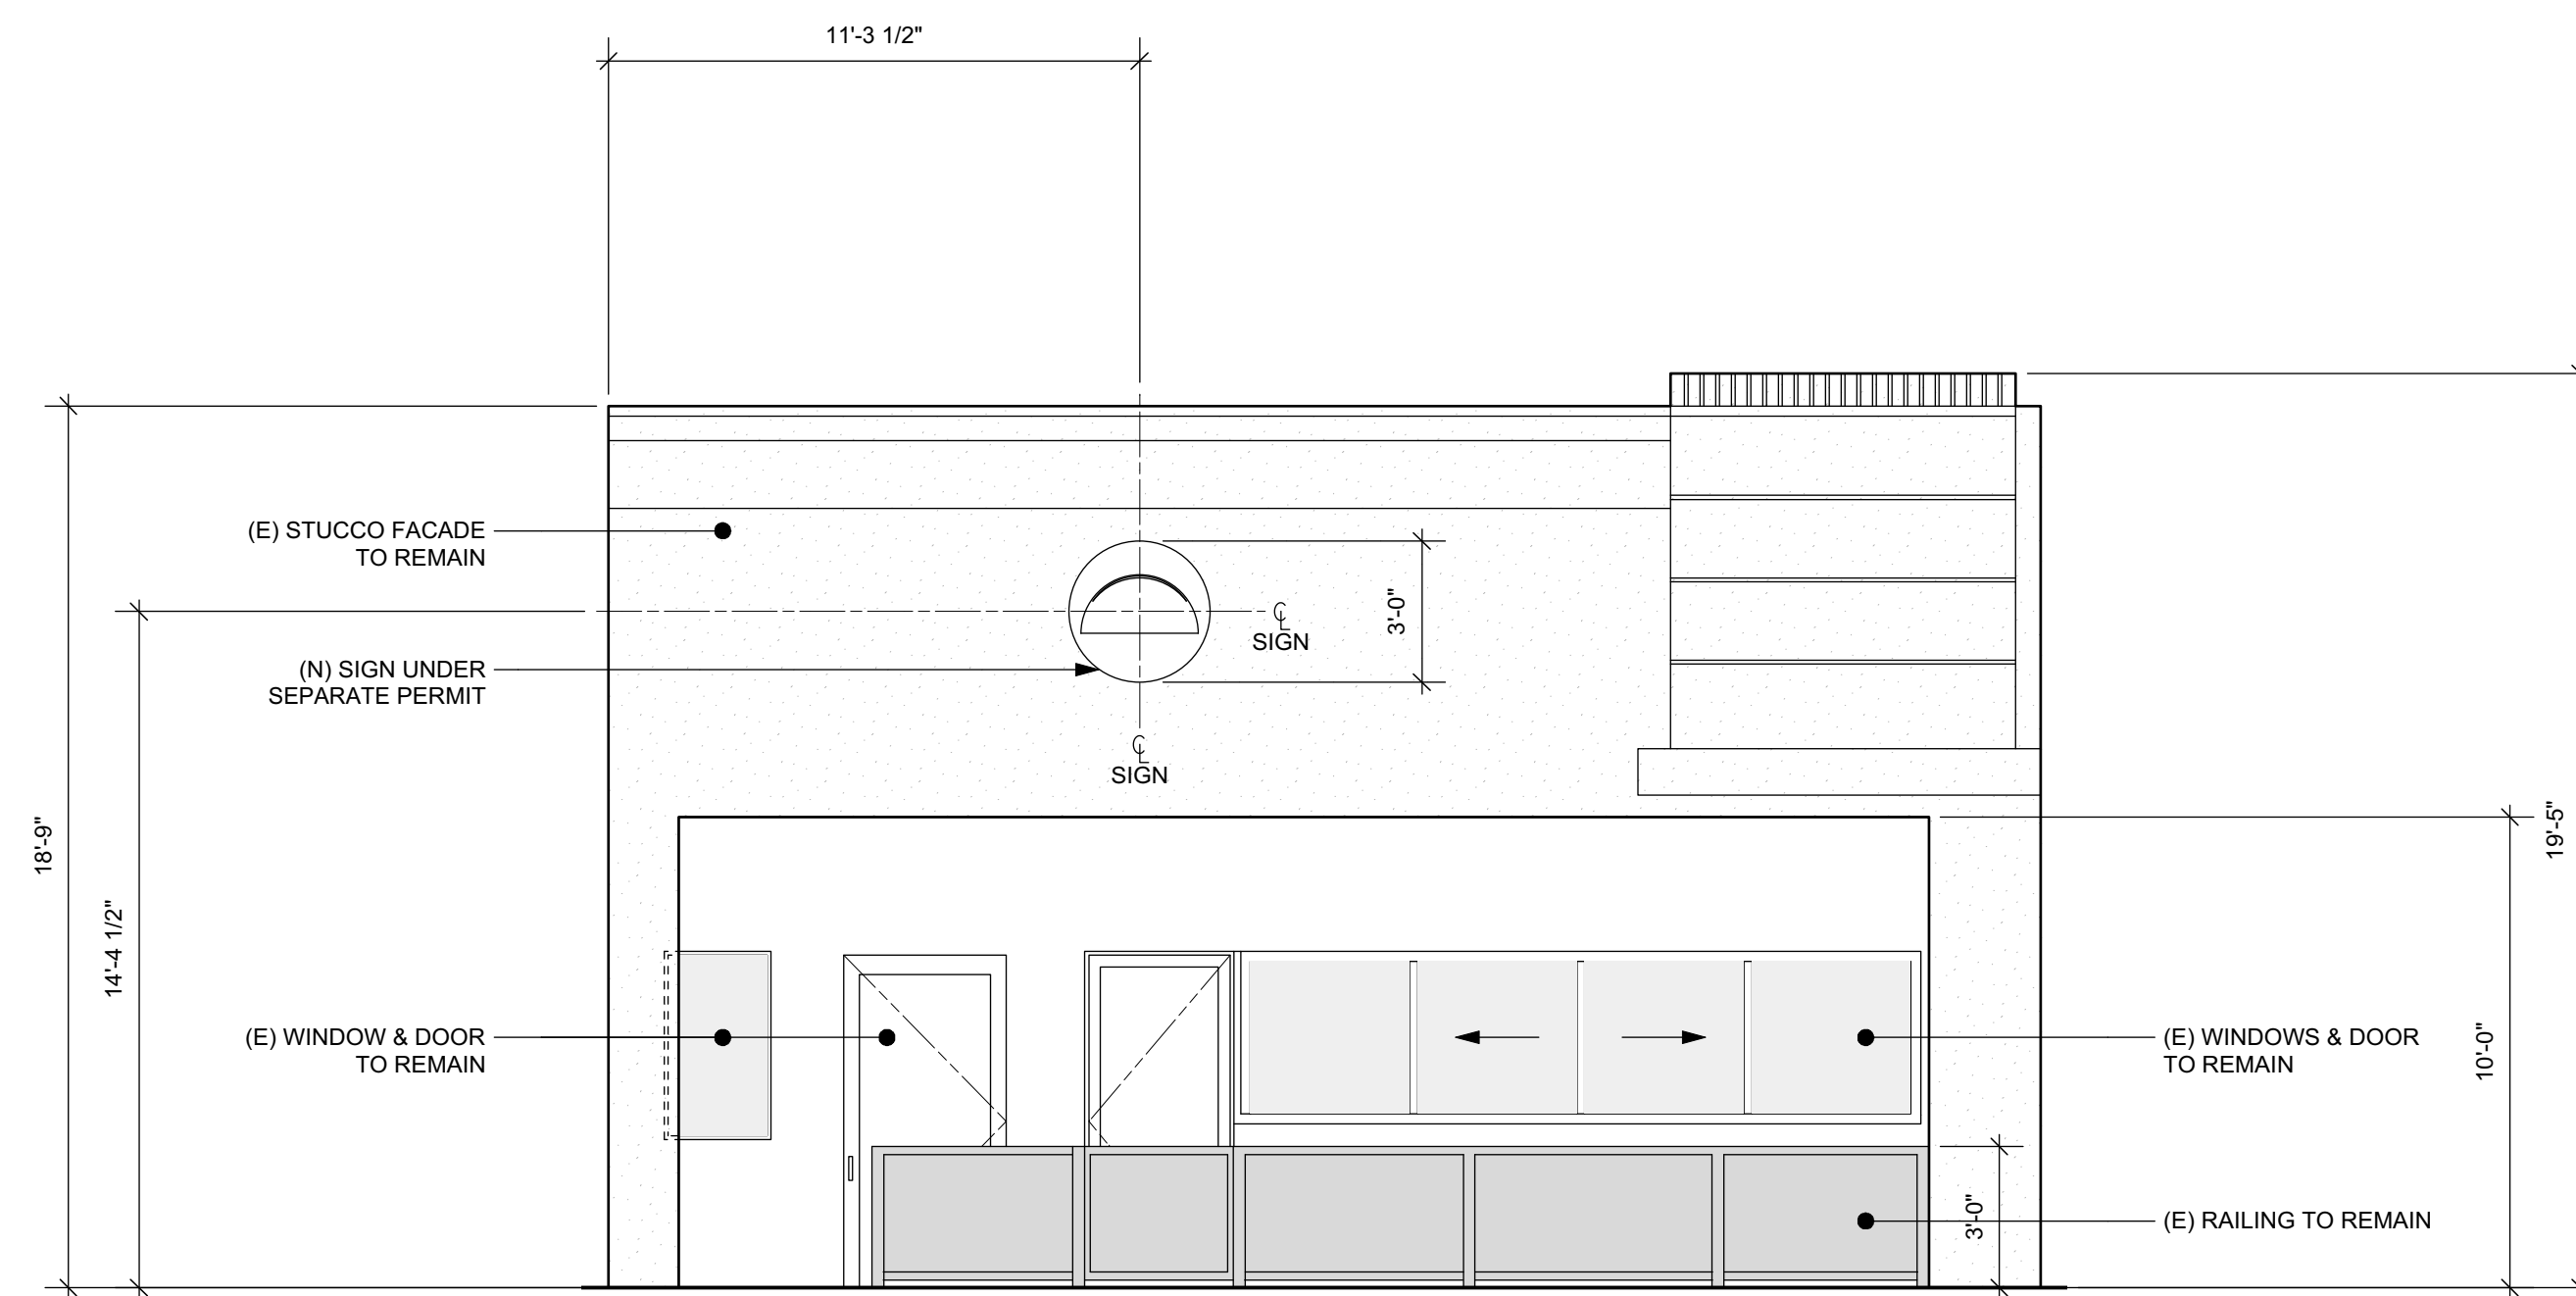 11'-3 1/2"
(E) STUCCO FACADE
TO REMAIN
℄
SIGN
3'-0"
(N) SIGN UNDER
SEPARATE PERMIT
℄
SIGN
18'-9"
14'-4 1/2"
19'-5"
10'-0"
(E) WINDOW & DOOR
TO REMAIN
(E) WINDOWS & DOOR
TO REMAIN
3'-0"
(E) RAILING TO REMAIN